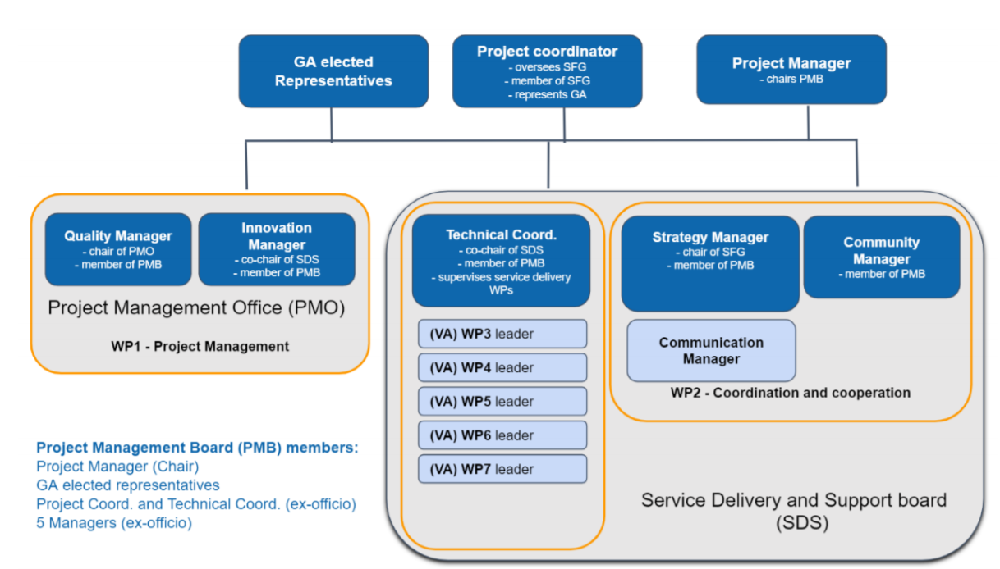 GA elected
Representatives
Project coordinator
- oversees SFG
- member of SFG
- represents GA
Project Manager
- chairs PMB
Quality Manager
- chair of PMO
- member of PMB
Innovation
Manager
- co-chair of SDS
- member of PMB
Project Management Office (PMO)
WP1 - Project Management
Technical Coord.
- co-chair of SDS
- member of PMB
- supervises service delivery
WPs
(VA) WP3 leader
(VA) WP4 leader
(VA) WP5 leader
(VA) WP6 leader
(VA) WP7 leader
Strategy Manager
- chair of SFG
- member of PMB
Community
Manager
- member of PMB
Communication
Manager
WP2 - Coordination and cooperation
Service Delivery and Support board
(SDS)
Project Management Board (PMB) members:
Project Manager (Chair)
GA elected representatives
Project Coord. and Technical Coord. (ex-officio)
5 Managers (ex-officio)